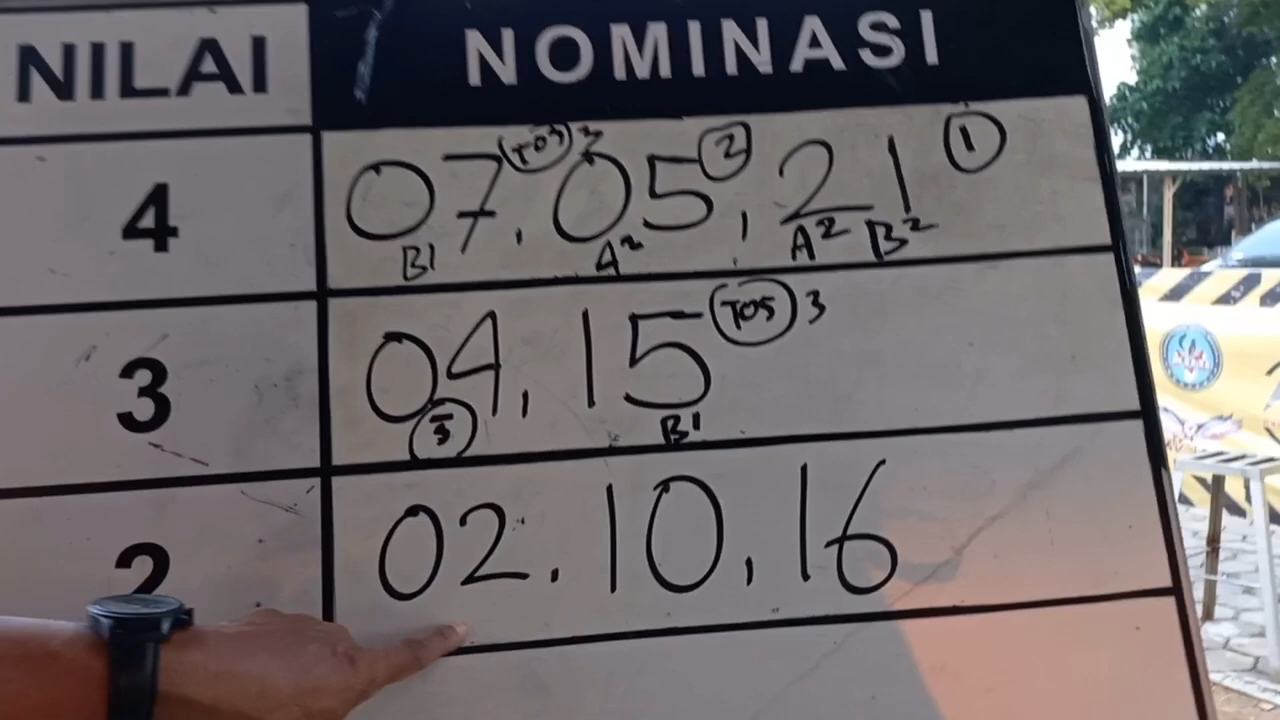 NILAI NOMINASI
4 07 TOS 3 . 05 2 , 21 1
B1 A2 A2 B2
3 04, 15 TOS 3
5 B1
2 02. 10, 16